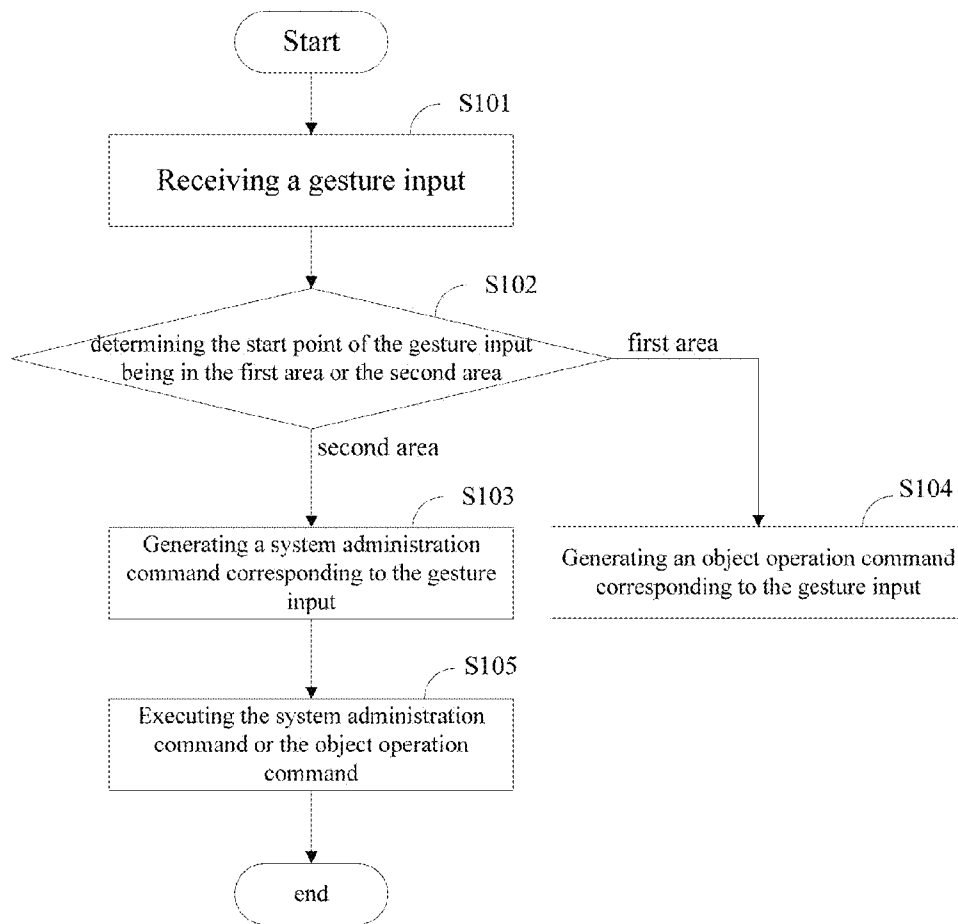 Start
S101
Receiving a gesture input
S102
determining the start point of the gesture input
being in the first area or the second area
first area
second area
S103
Generating a system administration
command corresponding to the gesture
input
S104
Generating an object operation command
corresponding to the gesture input
S105
Executing the system administration
command or the object operation
command
end